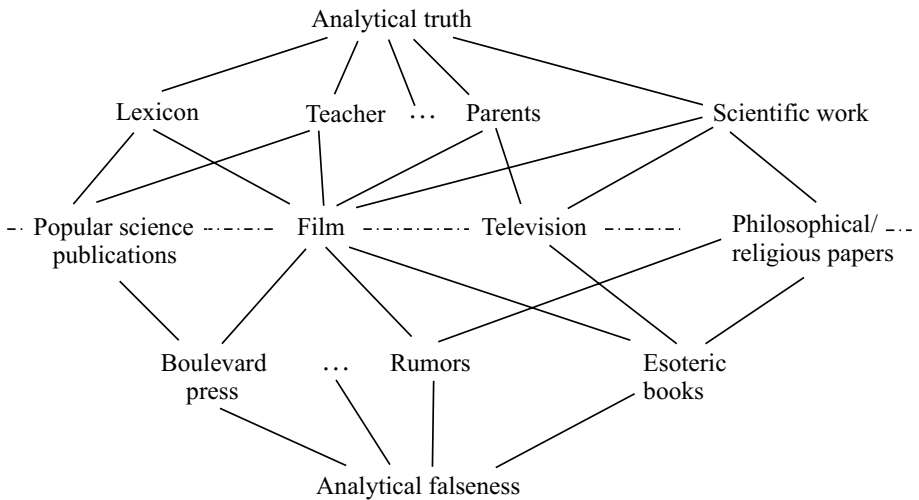 Analytical truth
Lexicon Teacher ... Parents Scientific work
Popular science Film Television Philosophical/
publications religious papers
Boulevard ... Rumors Esoteric
press books
Analytical falseness